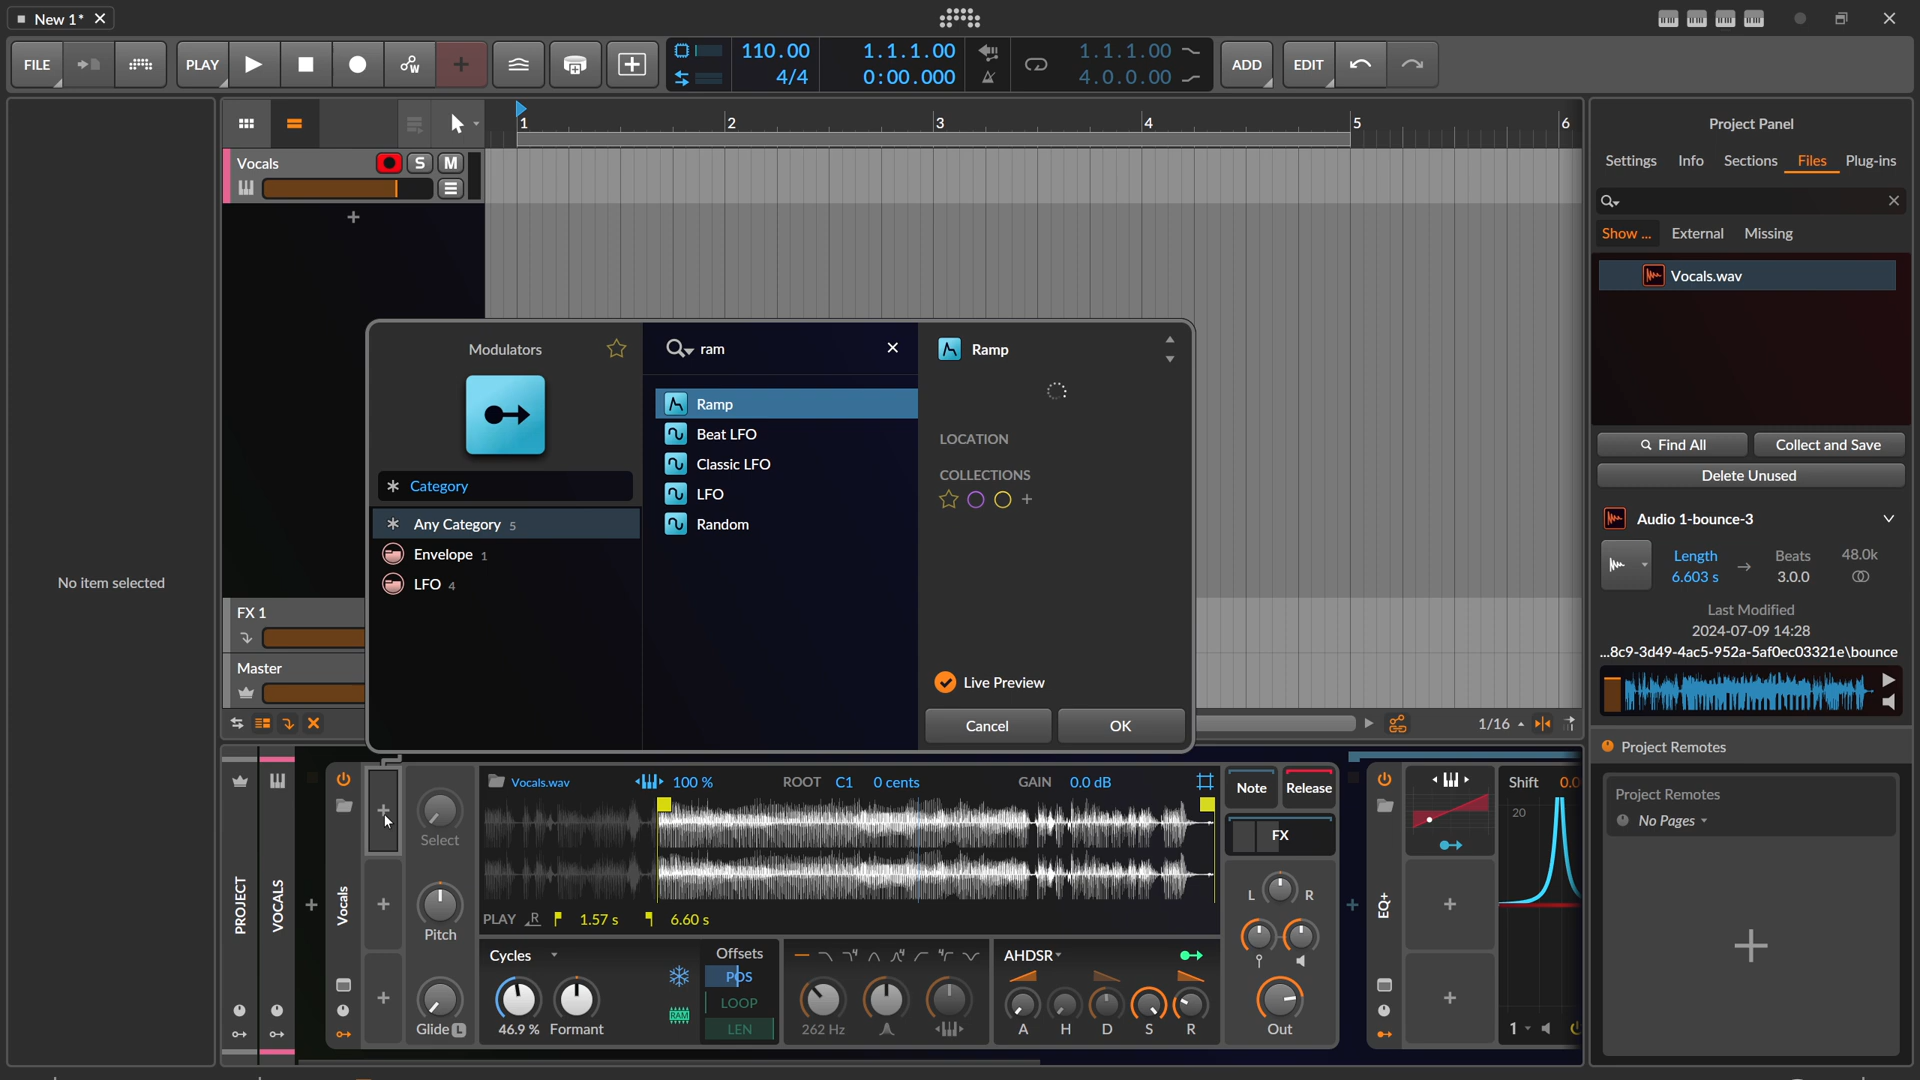 New 1*
FILE
PLAY
110.00
4/4
1.1.1.00
0:00.000
1.1.1.00
4.0.0.00
ADD
EDIT
1 2 3 4 5 6
Vocals
S M
FX 1
Master
No item selected
Modulators
Category
Any Category 5
Envelope 1
LFO 4
ram
Ramp
Beat LFO
Classic LFO
LFO
Random
Ramp
LOCATION
COLLECTIONS
Live Preview
Cancel
OK
1/16
Project Panel
Settings Info Sections Files Plug-ins
Show ... External Missing
Vocals.wav
Find All
Collect and Save
Delete Unused
Audio 1-bounce-3
Length Beats 48.0k
6.603 s 3.0.0
Last Modified
2024-07-09 14:28
...8c9-3d49-4ac5-952a-5af0ec03321e\bounce
Project Remotes
Project Remotes
No Pages
PROJECT
VOCALS
Vocals
Select
Pitch
Glide L
Vocals.wav
100 %
ROOT C1 0 cents
GAIN 0.0 dB
PLAY R 1.57 s 6.60 s
Cycles
46.9 % Formant
RAM
Offsets
POS
LOOP
LEN
262 Hz
AHDSR
A H D S R
Note Release
FX
L R
Out
EQ+
Shift 0.0
20
1